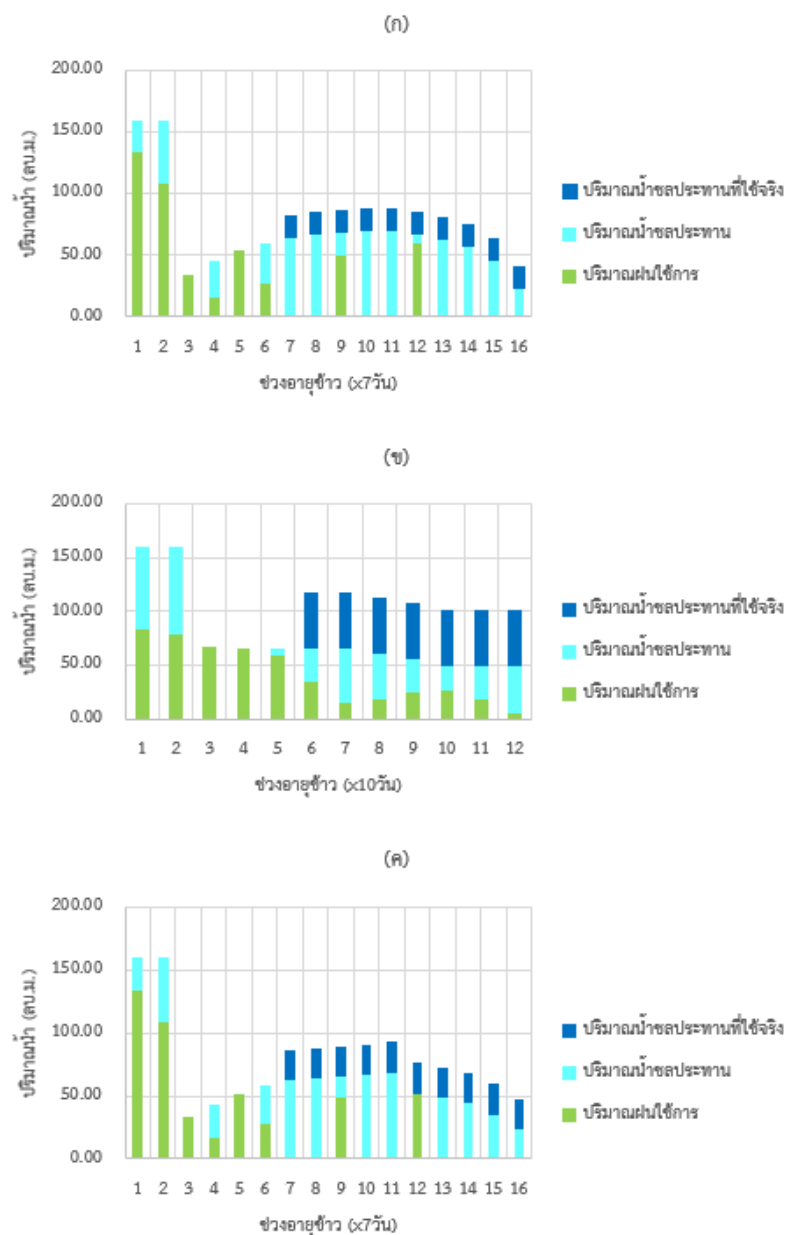 (ก)
200.00
150.00
100.00
50.00
0.00
ปริมาณน้ำ (ลบ.ม.)
1 2 3 4 5 6 7 8 9 10 11 12 13 14 15 16
ช่วงอายุข้าว (x7วัน)
ปริมาณน้ำชลประทานที่ใช้จริง
ปริมาณน้ำชลประทาน
ปริมาณฝนใช้การ
(ข)
200.00
150.00
100.00
50.00
0.00
ปริมาณน้ำ (ลบ.ม.)
1 2 3 4 5 6 7 8 9 10 11 12
ช่วงอายุข้าว (x10วัน)
ปริมาณน้ำชลประทานที่ใช้จริง
ปริมาณน้ำชลประทาน
ปริมาณฝนใช้การ
(ค)
200.00
150.00
100.00
50.00
0.00
ปริมาณน้ำ (ลบ.ม.)
1 2 3 4 5 6 7 8 9 10 11 12 13 14 15 16
ช่วงอายุข้าว (x7วัน)
ปริมาณน้ำชลประทานที่ใช้จริง
ปริมาณน้ำชลประทาน
ปริมาณฝนใช้การ